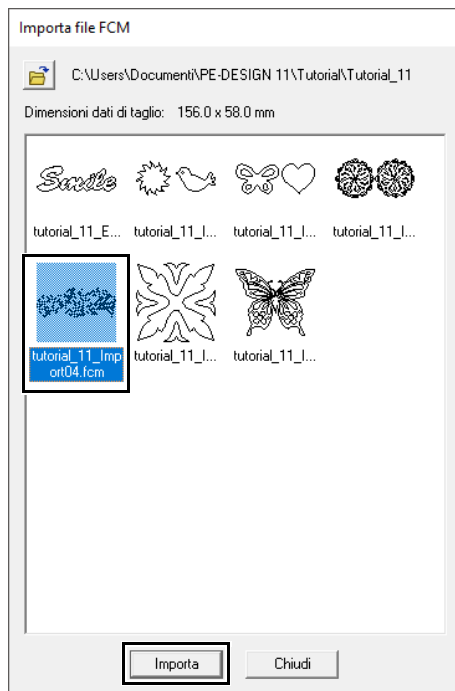 Importa file FCM
C:\Users\Documenti\PE-DESIGN 11\Tutorial\Tutorial_11
Dimensioni dati di taglio: 156.0 x 58.0 mm
Smile
tutorial_11_E... tutorial_11_I... tutorial_11_I... tutorial_11_I...
tutorial_11_Imp
ort04.fcm
tutorial_11_I... tutorial_11_I...
Importa Chiudi